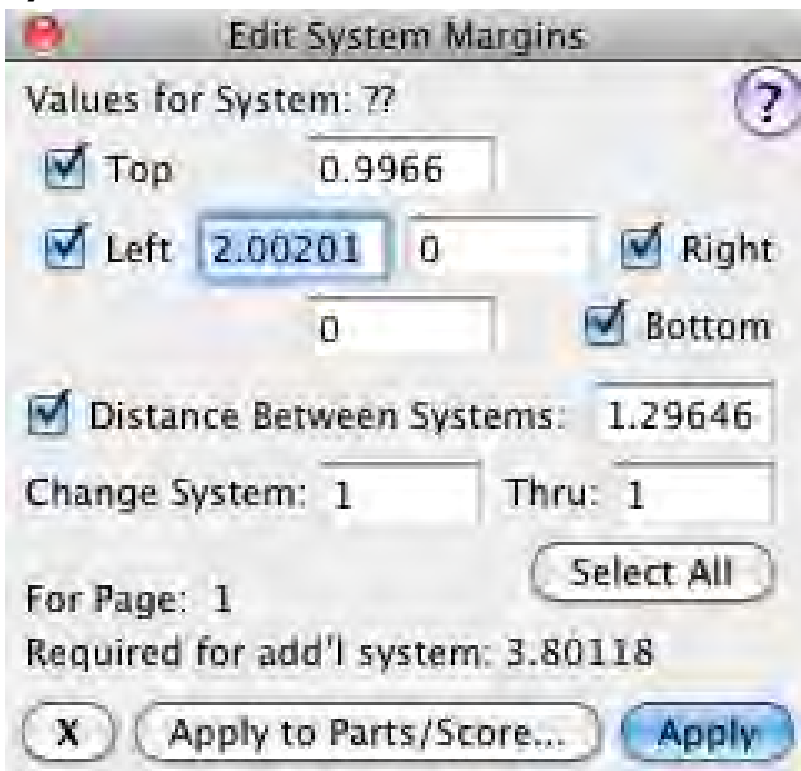 Edit System Margins
Values for System: ??
?
Top 0.9966
Left 2.00201 0 Right
0 Bottom
Distance Between Systems: 1.29646
Change System: 1 Thru: 1
Select All
For Page: 1
Required for add'l system: 3.80118
X Apply to Parts/Score... Apply